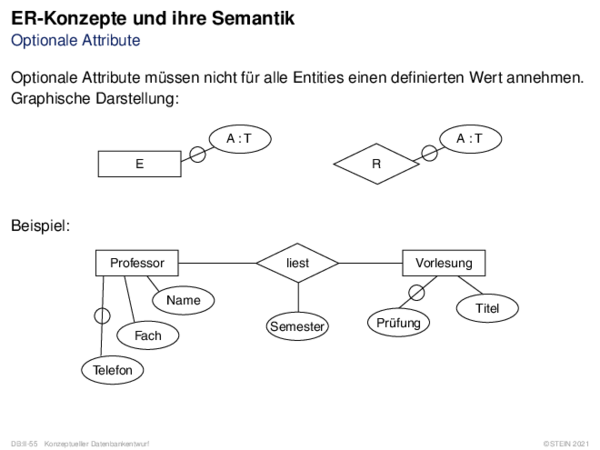 ER-Konzepte und ihre Semantik
Optionale Attribute
Optionale Attribute müssen nicht für alle Entities einen definierten Wert annehmen.
Graphische Darstellung:
A : T
A : T
E
R
Beispiel:
Professor
liest
Vorlesung
Name
Titel
Semester
Prüfung
Fach
Telefon
DB:II-55 Konzeptueller Datenbankentwurf
©STEIN 2021